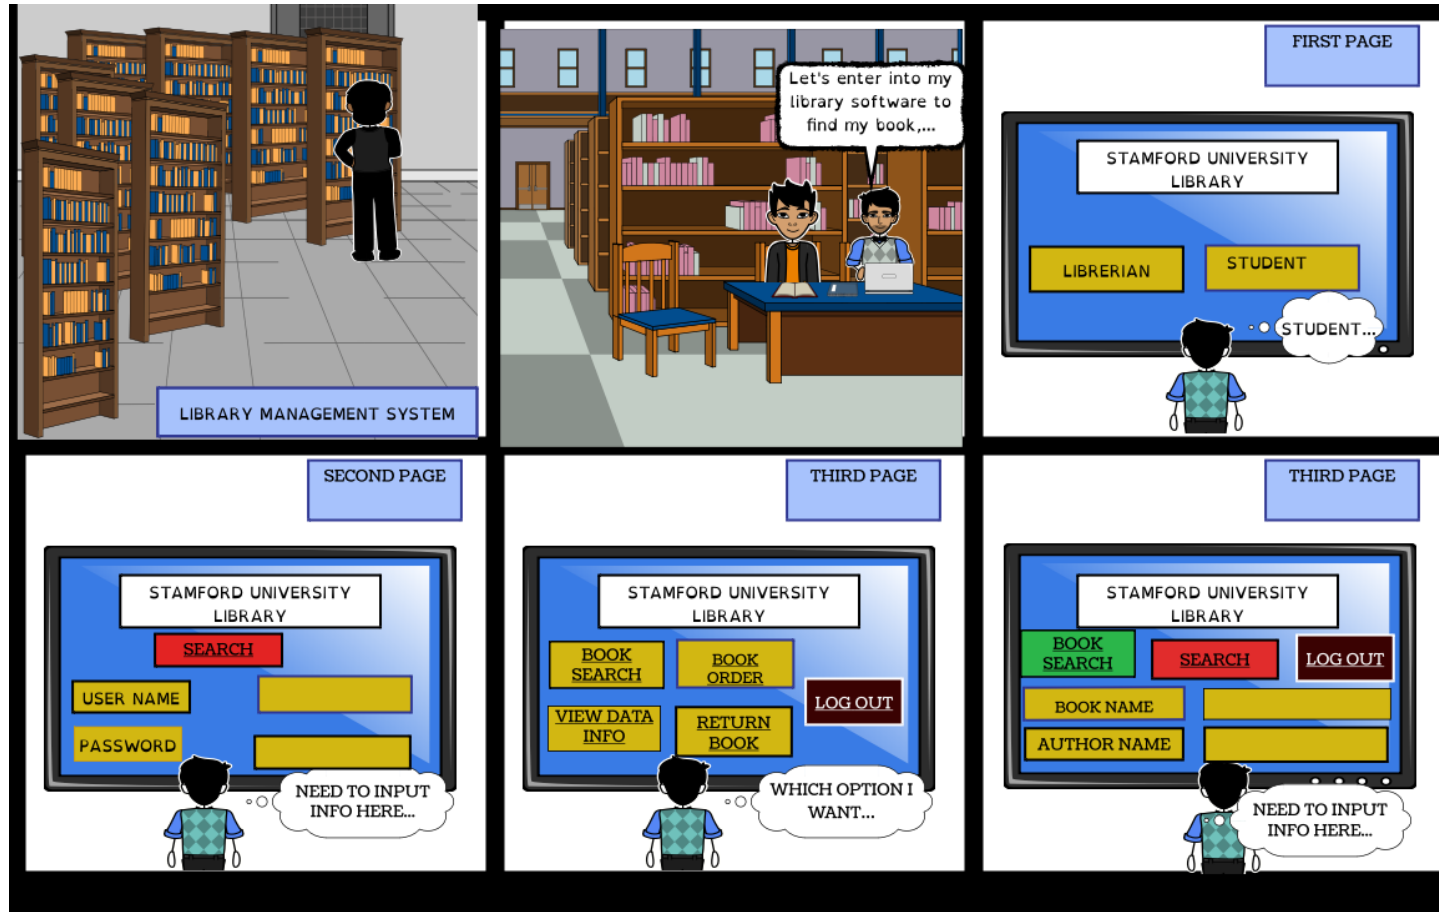 LIBRARY MANAGEMENT SYSTEM
Let's enter into my
library software to
find my book,...
FIRST PAGE
STAMFORD UNIVERSITY
LIBRARY
LIBRERIAN
STUDENT
STUDENT...
SECOND PAGE
STAMFORD UNIVERSITY
LIBRARY
SEARCH
USER NAME
PASSWORD
NEED TO INPUT
INFO HERE...
THIRD PAGE
STAMFORD UNIVERSITY
LIBRARY
BOOK
SEARCH
BOOK
ORDER
LOG OUT
VIEW DATA
INFO
RETURN
BOOK
WHICH OPTION I
WANT...
THIRD PAGE
STAMFORD UNIVERSITY
LIBRARY
BOOK
SEARCH
SEARCH
LOG OUT
BOOK NAME
AUTHOR NAME
NEED TO INPUT
INFO HERE...